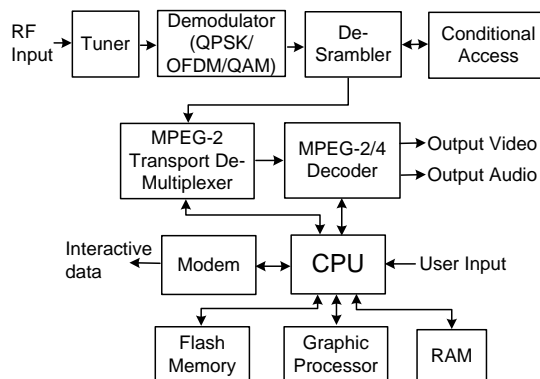 RF
Input
Tuner
Demodulator
(QPSK/
OFDM/QAM)
De-
Srambler
Conditional
Access
MPEG-2
Transport De-
Multiplexer
MPEG-2/4
Decoder
Output Video
Output Audio
Interactive
data
Modem
CPU
User Input
Flash
Memory
Graphic
Processor
RAM